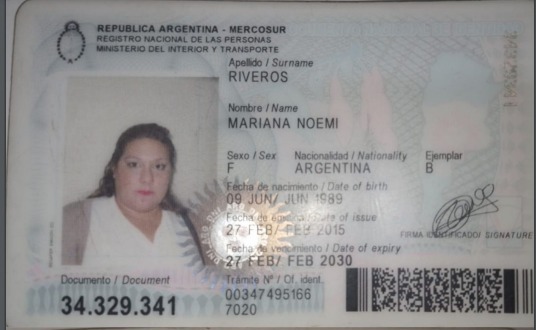 REPUBLICA ARGENTINA - MERCOSUR
REGISTRO NACIONAL DE LAS PERSONAS
MINISTERIO DEL INTERIOR Y TRANSPORTE
Apellido / Surname
RIVEROS
Nombre / Name
MARIANA NOEMI
Sexo / Sex Nacionalidad / Nationality Ejemplar
F ARGENTINA B
Fecha de nacimiento / Date of birth
09 JUN/ JUN 1989
Fecha de emisión / Date of issue
27 FEB/ FEB 2015
FIRMA IDENTIFICADO/ SIGNATURE
Fecha de vencimiento / Date of expiry
27 FEB/ FEB 2030
Documento / Document Trámite N° / Of. ident.
34.329.341 00347495166
7020